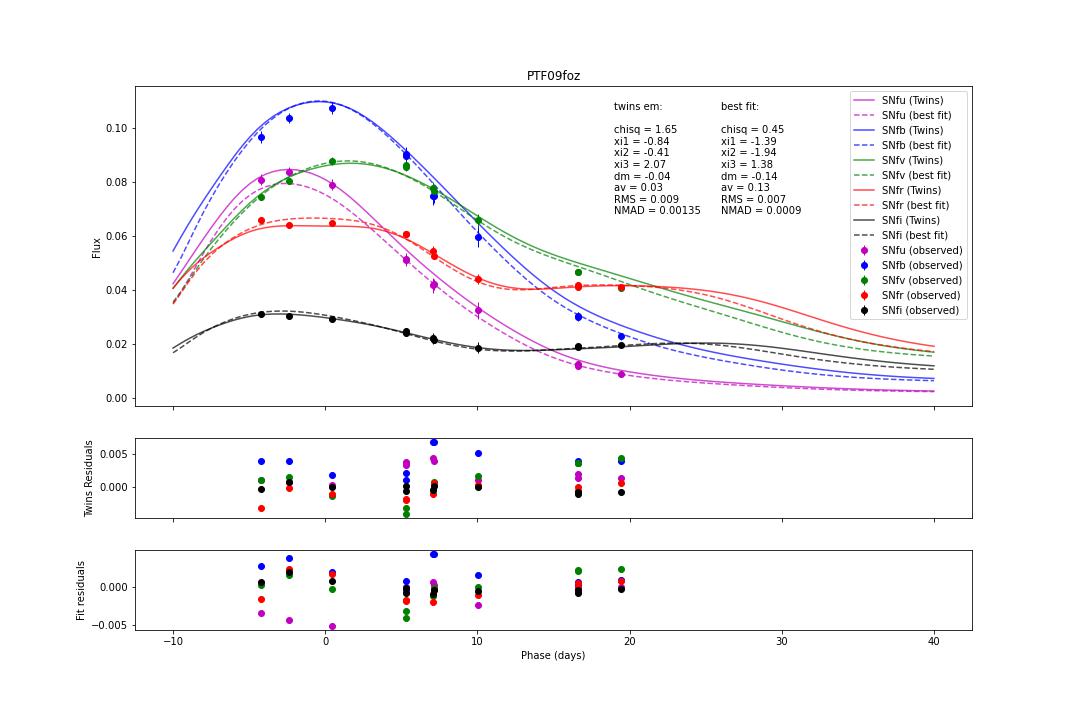 PTF09foz
twins em:
chisq = 1.65
xi1 = -0.84
xi2 = -0.41
xi3 = 2.07
dm = -0.04
av = 0.03
RMS = 0.009
NMAD = 0.00135
best fit:
chisq = 0.45
xi1 = -1.39
xi2 = -1.94
xi3 = 1.38
dm = -0.14
av = 0.13
RMS = 0.007
NMAD = 0.0009
SNfu (Twins)
SNfu (best fit)
SNfb (Twins)
SNfb (best fit)
SNfv (Twins)
SNfv (best fit)
SNfr (Twins)
SNfr (best fit)
SNfi (Twins)
SNfi (best fit)
SNfu (observed)
SNfb (observed)
SNfv (observed)
SNfr (observed)
SNfi (observed)
Flux
0.10
0.08
0.06
0.04
0.02
0.00
Twins Residuals
0.005
0.000
Fit residuals
0.000
−0.005
−10
0
10
20
30
40
Phase (days)